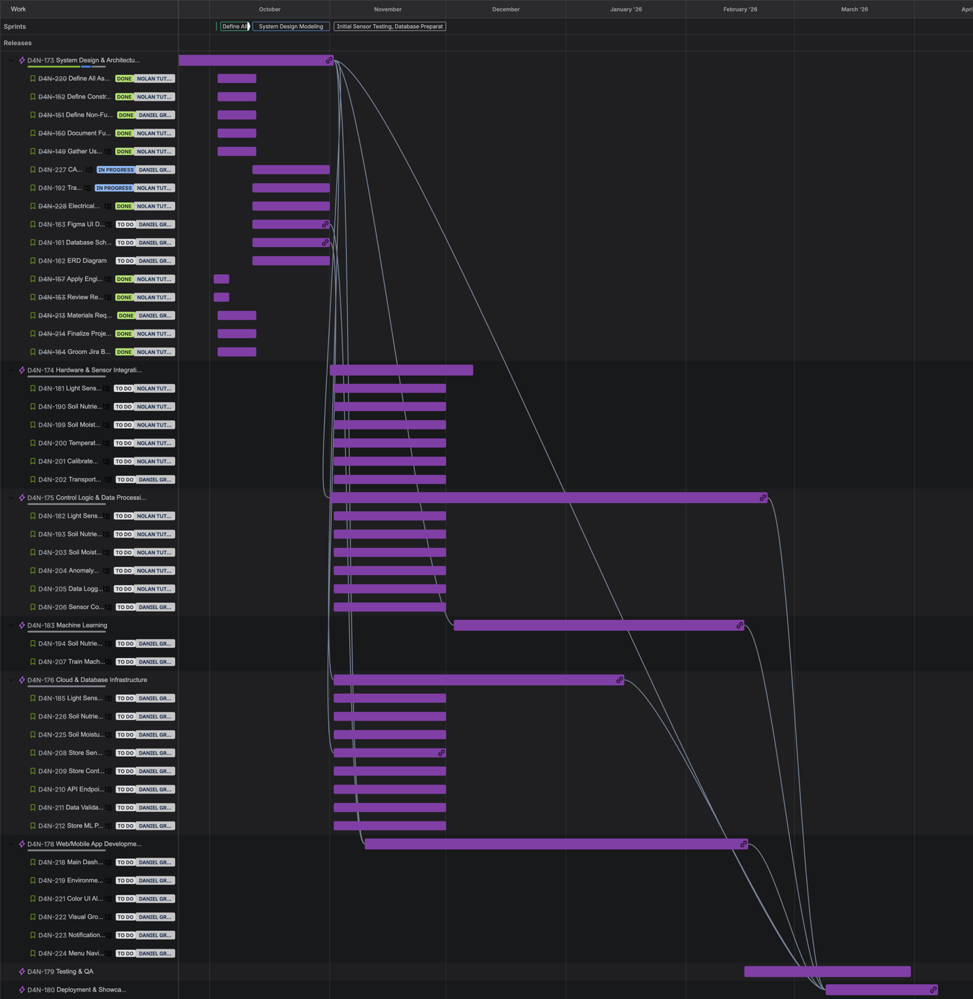 Work October November December January '26 February '26 March '26 Apri
Sprints Define All System Design Modeling Initial Sensor Testing, Database Preparat
Releases
D4N-173 System Design & Architectu...
D4N-220 Define All As... DONE NOLAN TUT...
D4N-152 Define Constr... DONE NOLAN TUT...
D4N-151 Define Non-Fu... DONE DANIEL GR...
D4N-150 Document Fu... DONE NOLAN TUT...
D4N-149 Gather Us... DONE NOLAN TUT...
D4N-227 CA... IN PROGRESS DANIEL GR...
D4N-192 Tra... IN PROGRESS NOLAN TUT...
D4N-228 Electrical... DONE NOLAN TUT...
D4N-163 Figma UI D... TO DO DANIEL GR...
D4N-161 Database Sch... TO DO DANIEL GR...
D4N-162 ERD Diagram TO DO DANIEL GR...
D4N-157 Apply Engi... DONE NOLAN TUT...
D4N-153 Review Re... DONE NOLAN TUT...
D4N-213 Materials Req... DONE DANIEL GR...
D4N-214 Finalize Proje... DONE NOLAN TUT...
D4N-164 Groom Jira B... DONE NOLAN TUT...
D4N-174 Hardware & Sensor Integrati...
D4N-181 Light Sens... TO DO NOLAN TUT...
D4N-190 Soil Nutrie... TO DO NOLAN TUT...
D4N-199 Soil Moist... TO DO NOLAN TUT...
D4N-200 Temperat... TO DO NOLAN TUT...
D4N-201 Calibrate... TO DO NOLAN TUT...
D4N-202 Transport... TO DO DANIEL GR...
D4N-175 Control Logic & Data Processi...
D4N-182 Light Sens... TO DO NOLAN TUT...
D4N-193 Soil Nutrie... TO DO NOLAN TUT...
D4N-203 Soil Moist... TO DO NOLAN TUT...
D4N-204 Anomaly... TO DO NOLAN TUT...
D4N-205 Data Logg... TO DO NOLAN TUT...
D4N-206 Sensor Co... TO DO DANIEL GR...
D4N-183 Machine Learning
D4N-194 Soil Nutrie... TO DO DANIEL GR...
D4N-207 Train Mach... TO DO DANIEL GR...
D4N-176 Cloud & Database Infrastructure
D4N-185 Light Sens... TO DO DANIEL GR...
D4N-226 Soil Nutrie... TO DO DANIEL GR...
D4N-225 Soil Moistu... TO DO DANIEL GR...
D4N-208 Store Sen... TO DO DANIEL GR...
D4N-209 Store Cont... TO DO DANIEL GR...
D4N-210 API Endpoi... TO DO DANIEL GR...
D4N-211 Data Valida... TO DO DANIEL GR...
D4N-212 Store ML P... TO DO DANIEL GR...
D4N-178 Web/Mobile App Developme...
D4N-218 Main Dash... TO DO DANIEL GR...
D4N-219 Environme... TO DO DANIEL GR...
D4N-221 Color UI Al... TO DO DANIEL GR...
D4N-222 Visual Gro... TO DO DANIEL GR...
D4N-223 Notification... TO DO DANIEL GR...
D4N-224 Menu Navi... TO DO DANIEL GR...
D4N-179 Testing & QA
D4N-180 Deployment & Showca...